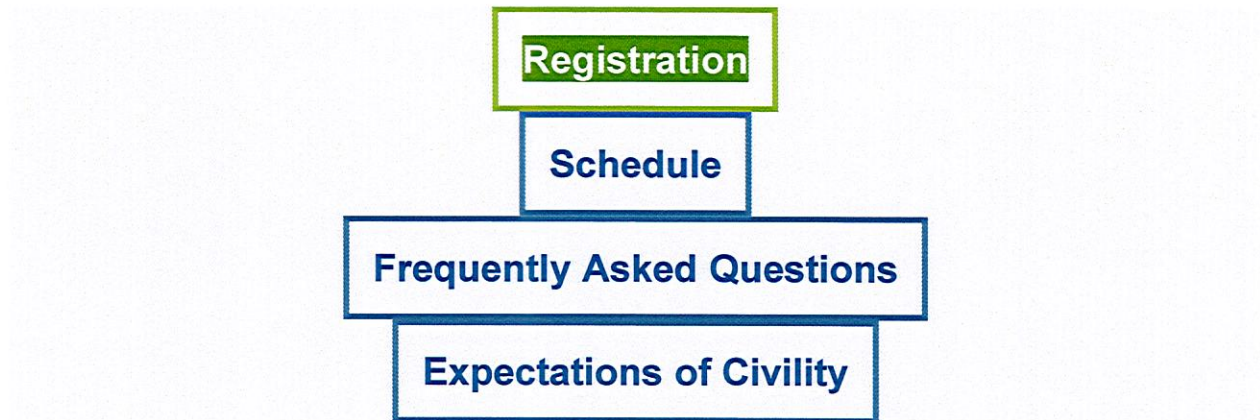 Registration
Schedule
Frequently Asked Questions
Expectations of Civility